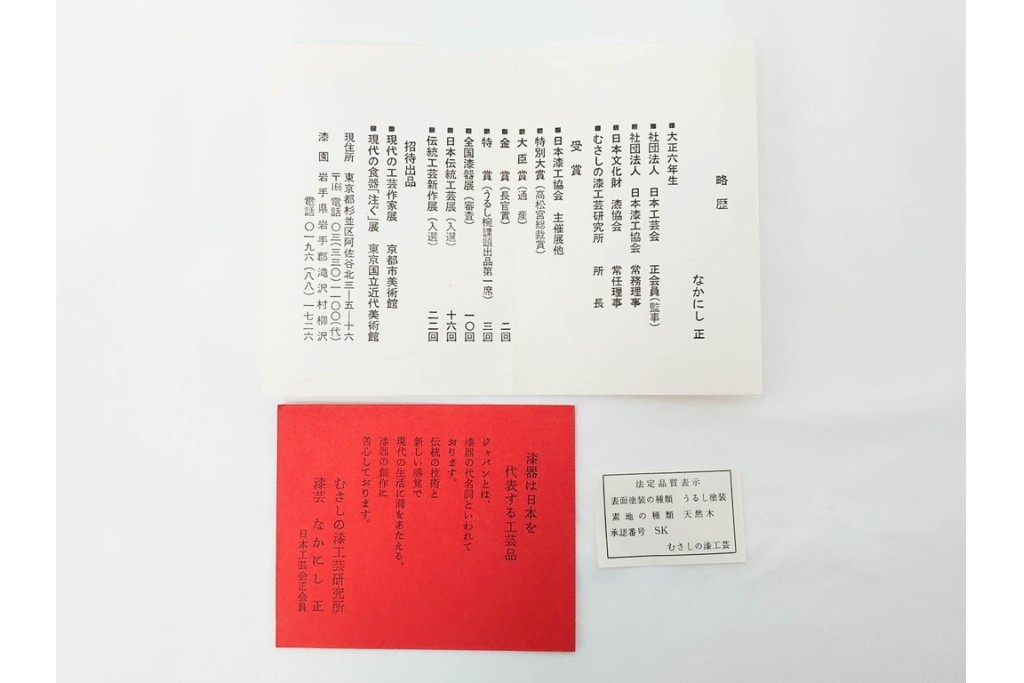 略歴
なかにし 正
■大正六年生
■社団法人 日本工芸会 正会員(監事)
■社団法人 日本漆工協会 常務理事
■日本文化財 漆協会 常任理事
■むさしの漆工芸研究所 所長
受賞
■日本漆工協会 主催展他
■特別大賞(高松宮総裁賞)
■大臣賞(通産)
■金賞(長官賞) 二回
■特賞(うるし椀課題出品第一席) 三回
■全国漆器展(審査) 一〇回
■日本伝統工芸展(入選) 十六回
■伝統工芸新作展(入選) 二二回
招待出品
■現代の工芸作家展 京都市美術館
■現代の食器「注ぐ」展 東京国立近代美術館
現住所 東京都杉並区阿佐谷北三―五―十六
〒166 電話 〇三(三三〇)一一〇〇(代)
漆園 岩手県岩手郡滝沢村柳沢
電話 〇一九六(八八)一七二六
漆器は日本を
代表する工芸品
ジャパンとは、
漆器の代名詞といわれて
おります。
伝統の技術と
新しい感覚で
現代の生活に潤をあたえる、
漆器の創作に
苦心しております。
むさしの漆工芸研究所
漆芸 なかにし 正
日本工芸会正会員
法定品質表示
表面塗装の種類 うるし塗装
素地の種類 天然木
承認番号 SK
むさしの漆工芸